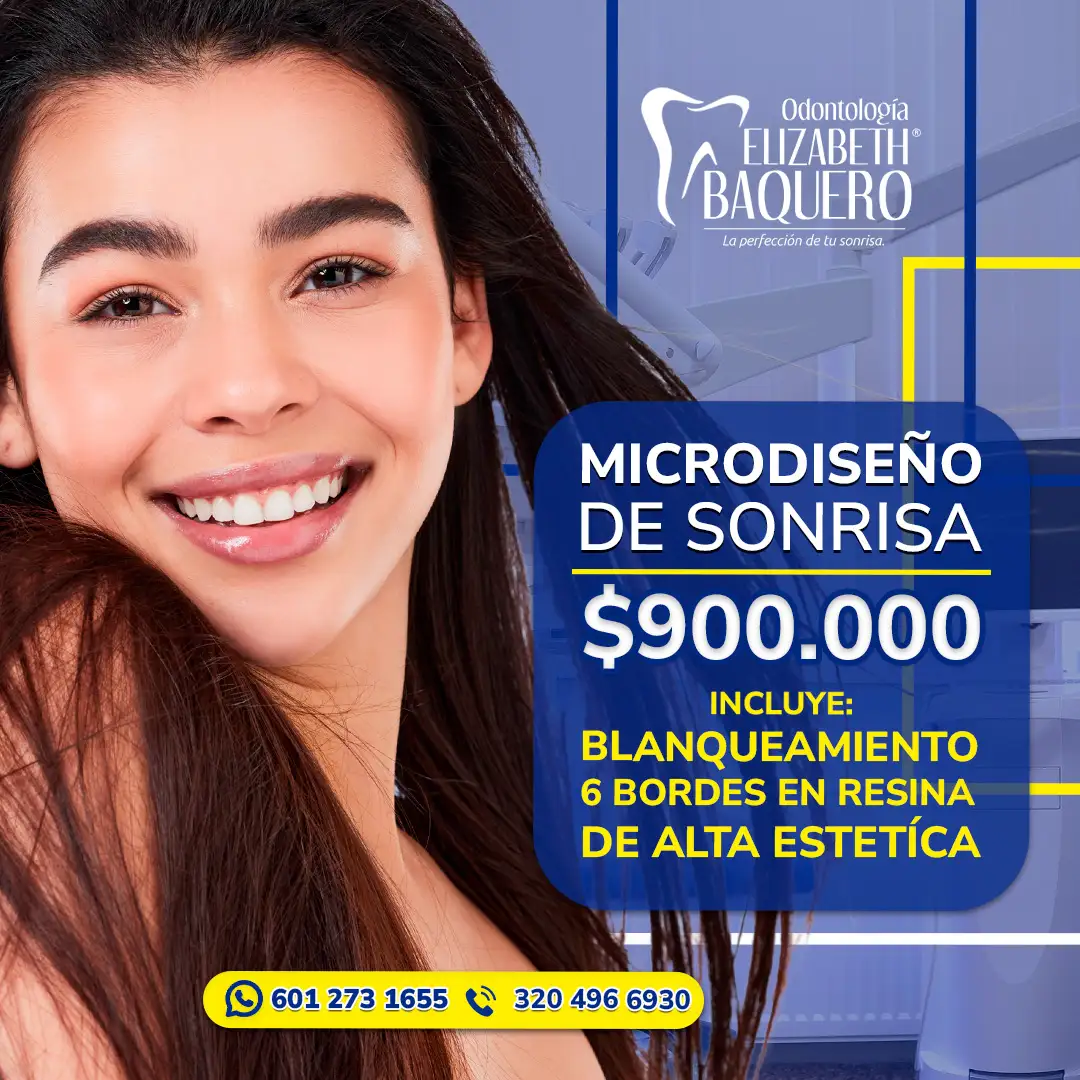 Odontología
ELIZABETH®
BAQUERO
La perfección de tu sonrisa.
MICRODISEÑO
DE SONRISA
$900.000
INCLUYE:
BLANQUEAMIENTO
6 BORDES EN RESINA
DE ALTA ESTETÍCA
601 273 1655 320 496 6930